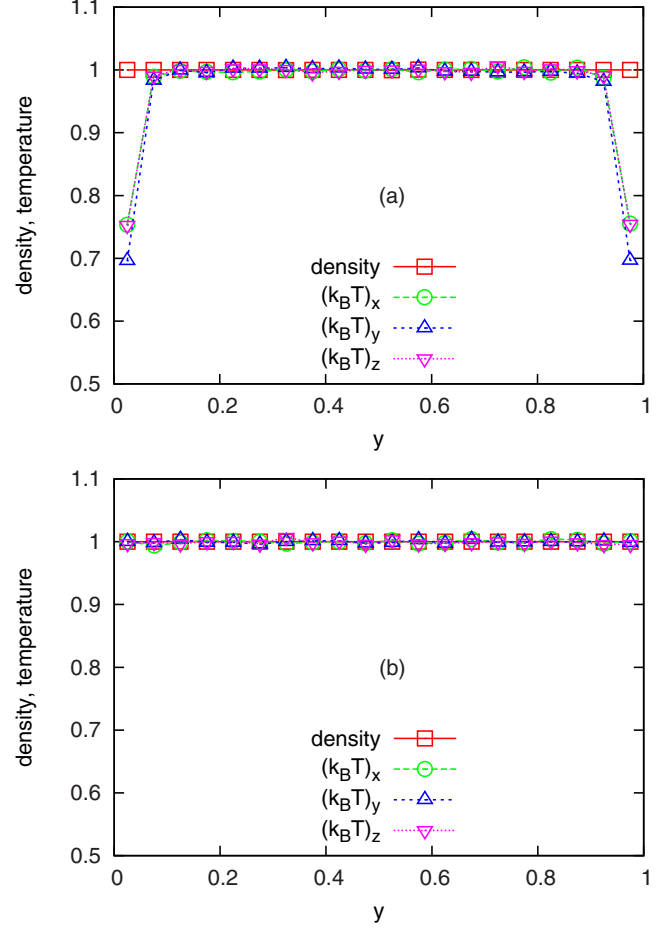 1.1
1
0.9
0.8
0.7
0.6
0.5
density, temperature
(a)
density
(k_BT)_x
(k_BT)_y
(k_BT)_z
0 0.2 0.4 0.6 0.8 1
y
1.1
1
0.9
0.8
0.7
0.6
0.5
density, temperature
(b)
density
(k_BT)_x
(k_BT)_y
(k_BT)_z
0 0.2 0.4 0.6 0.8 1
y